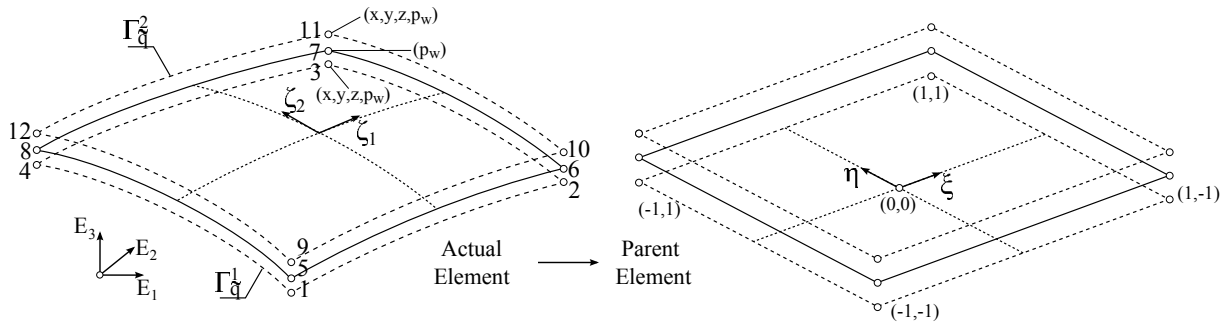 11
(x,y,z,p_w)
Γ_q̃^2
7
(p_w)
3
(x,y,z,p_w)
ζ_2
ζ_1
12
8
4
10
6
2
E_3
E_2
E_1
9
5
1
Γ_q̃^1
Actual
Element
Parent
Element
(1,1)
η
ξ
(0,0)
(-1,1)
(1,-1)
(-1,-1)